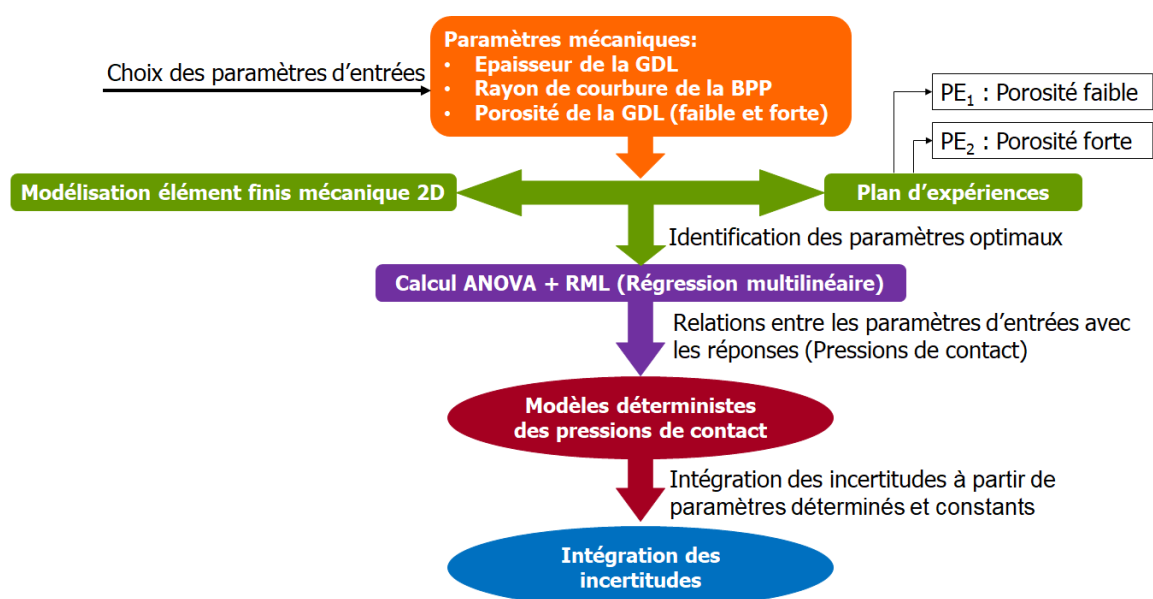 Paramètres mécaniques:
• Epaisseur de la GDL
• Rayon de courbure de la BPP
• Porosité de la GDL (faible et forte)
Choix des paramètres d'entrées
PE₁ : Porosité faible
PE₂ : Porosité forte
Modélisation élément finis mécanique 2D
Plan d'expériences
Identification des paramètres optimaux
Calcul ANOVA + RML (Régression multilinéaire)
Relations entre les paramètres d'entrées avec
les réponses (Pressions de contact)
Modèles déterministes
des pressions de contact
Intégration des incertitudes à partir de
paramètres déterminés et constants
Intégration des
incertitudes